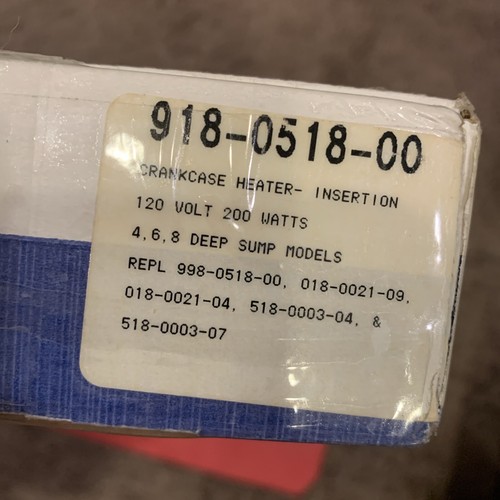 918-0518-00
CRANKCASE HEATER- INSERTION
120 VOLT 200 WATTS
4,6,8 DEEP SUMP MODELS
REPL 998-0518-00, 018-0021-09,
018-0021-04, 518-0003-04, &
518-0003-07